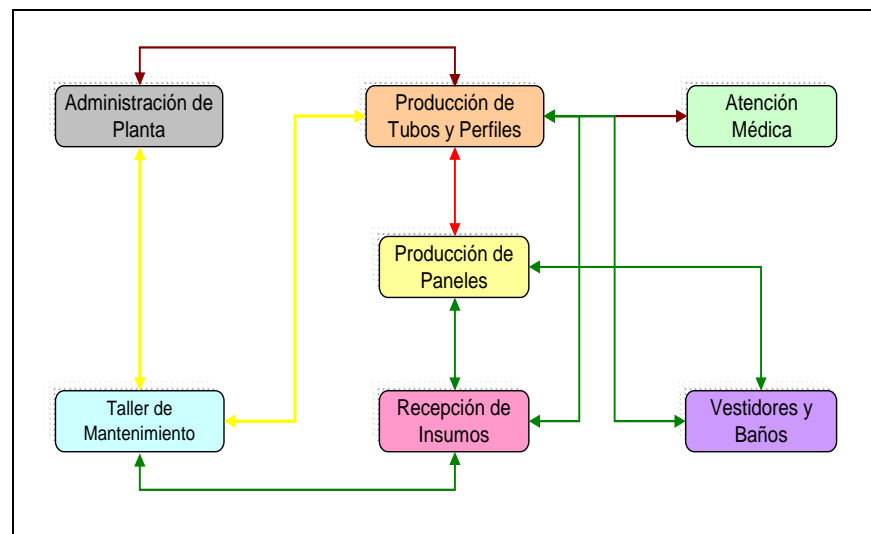 Administración de
Planta
Producción de
Tubos y Perfiles
Atención
Médica
Producción de
Paneles
Taller de
Mantenimiento
Recepción de
Insumos
Vestidores y
Baños